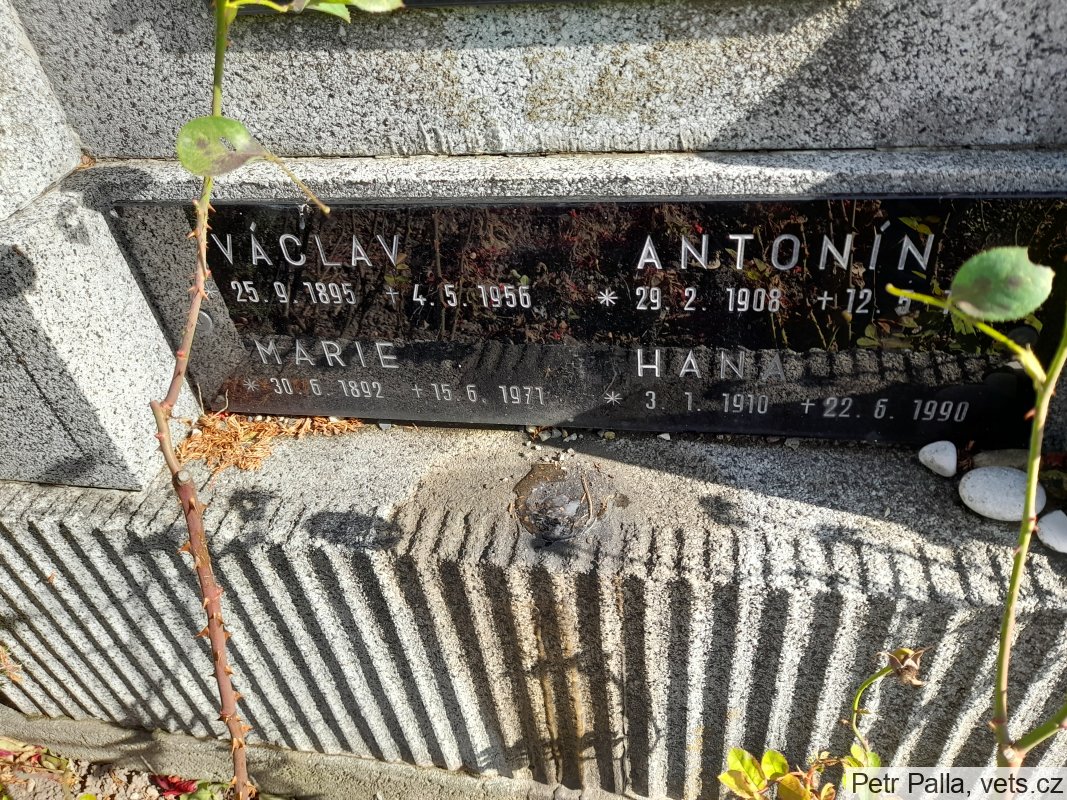 VÁCLAV
* 25. 9. 1895 + 4. 5. 1956
MARIE
* 30. 6 1892 + 15. 6. 1971
ANTONÍN
* 29. 2. 1908 + 12. 5.
HANA
* 3. 1. 1910 + 22. 6. 1990
Petr Palla, vets.cz